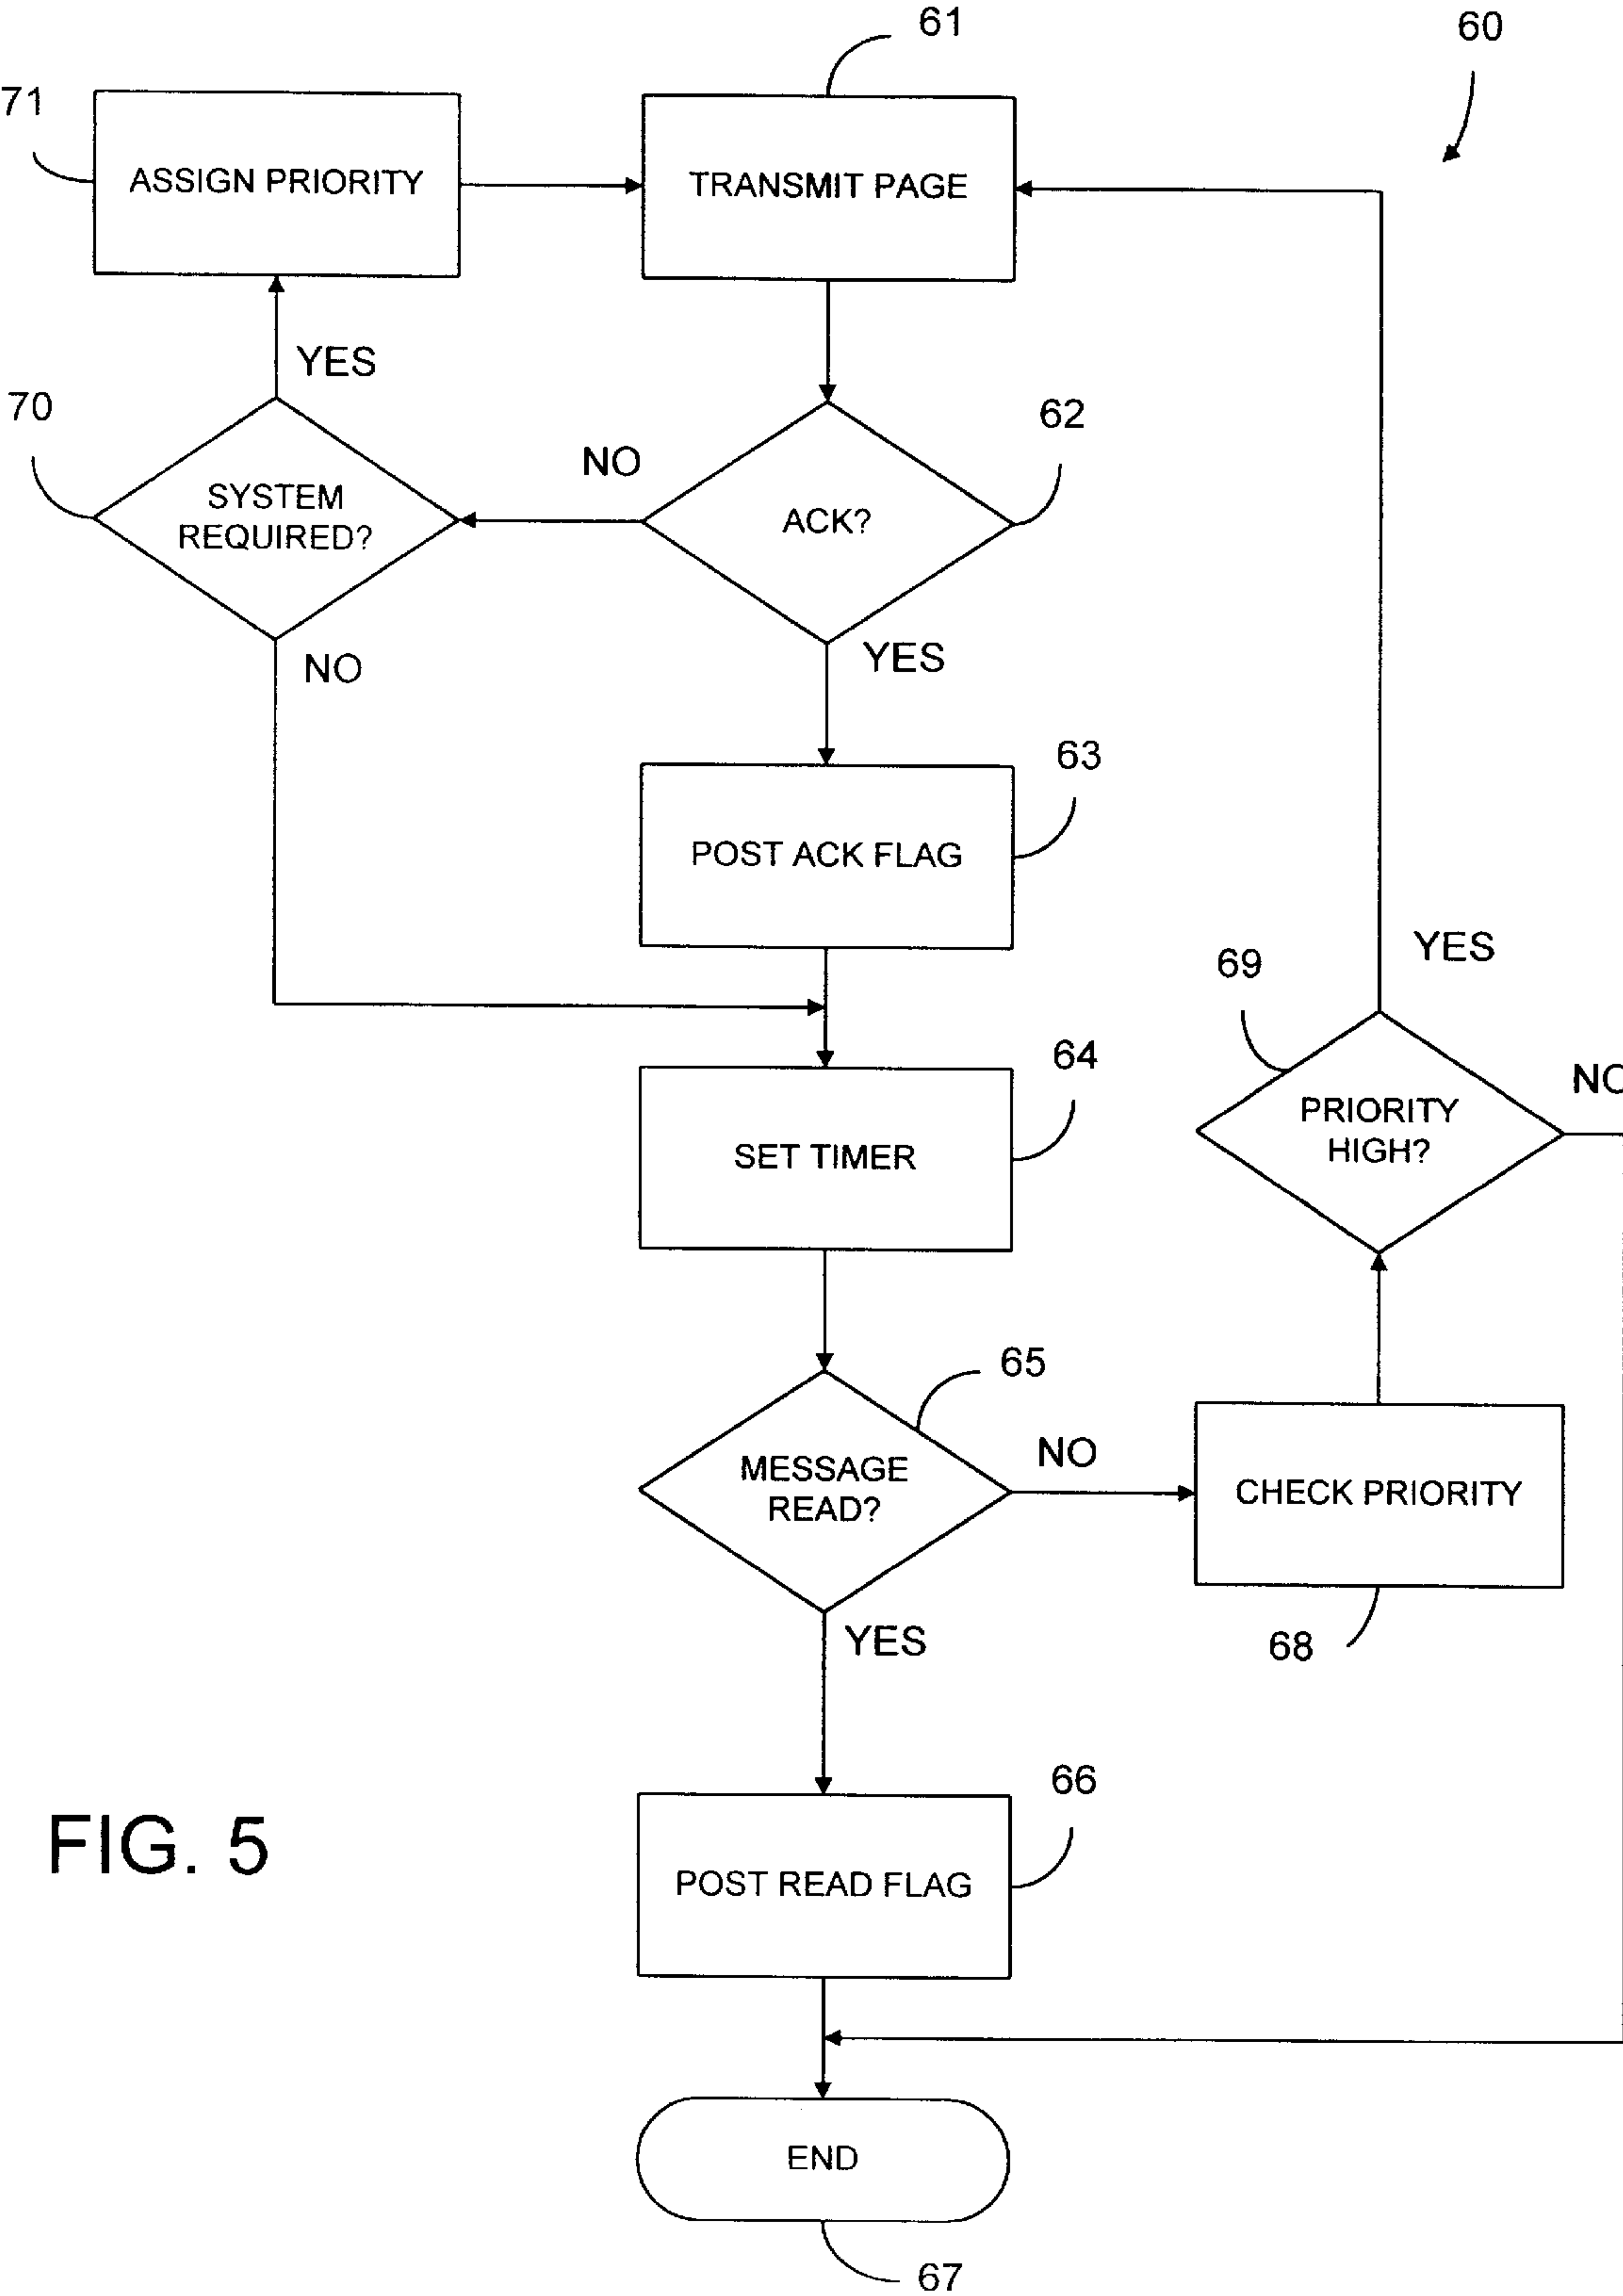 61
60
71
ASSIGN PRIORITY
TRANSMIT PAGE
YES
70
62
NO
SYSTEM
REQUIRED?
ACK?
NO
YES
63
POST ACK FLAG
YES
69
64
NO
PRIORITY
HIGH?
SET TIMER
65
NO
MESSAGE
READ?
CHECK PRIORITY
YES
68
66
FIG. 5
POST READ FLAG
END
67